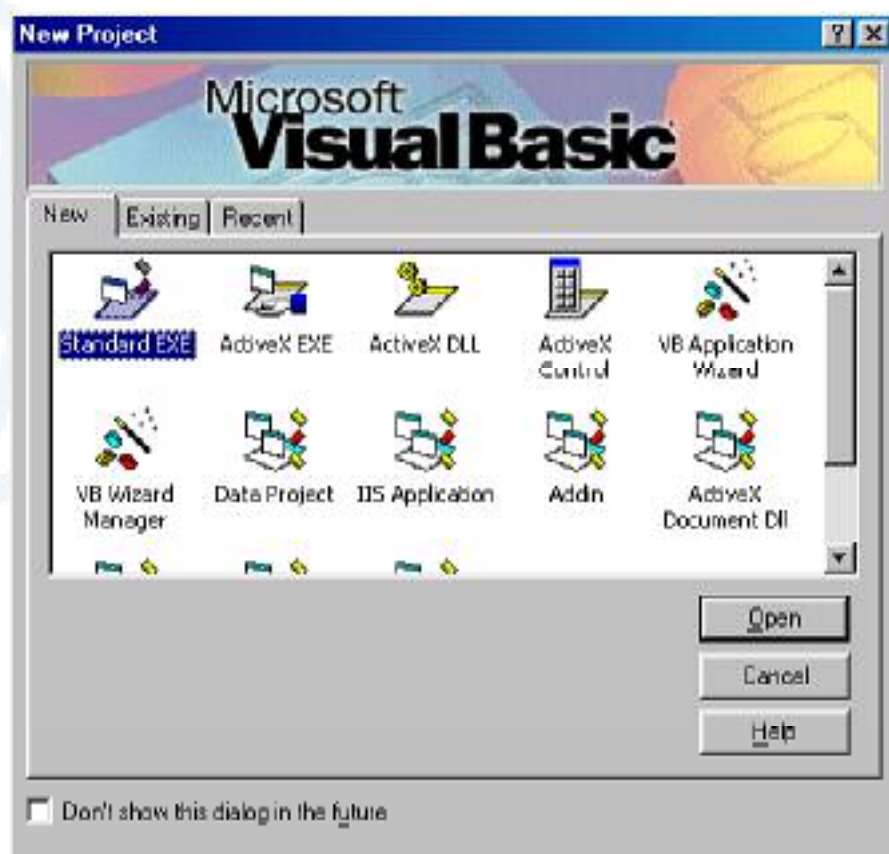 New Project
Microsoft
Visual Basic
New Existing Recent
Standard EXE ActiveX EXE ActiveX DLL ActiveX Control VB Application Wizard
VB Wizard Manager Data Project IIS Application Addin ActiveX Document Dll
Open
Cancel
Help
Don't show this dialog in the future